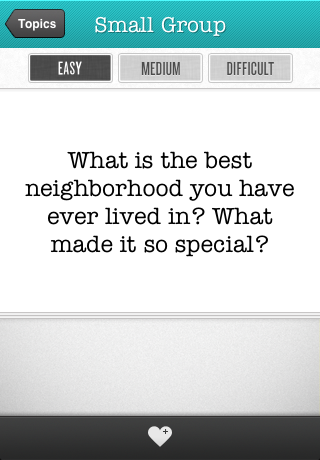 Topics
Small Group
EASY
MEDIUM
DIFFICULT
What is the best
neighborhood you have
ever lived in? What
made it so special?